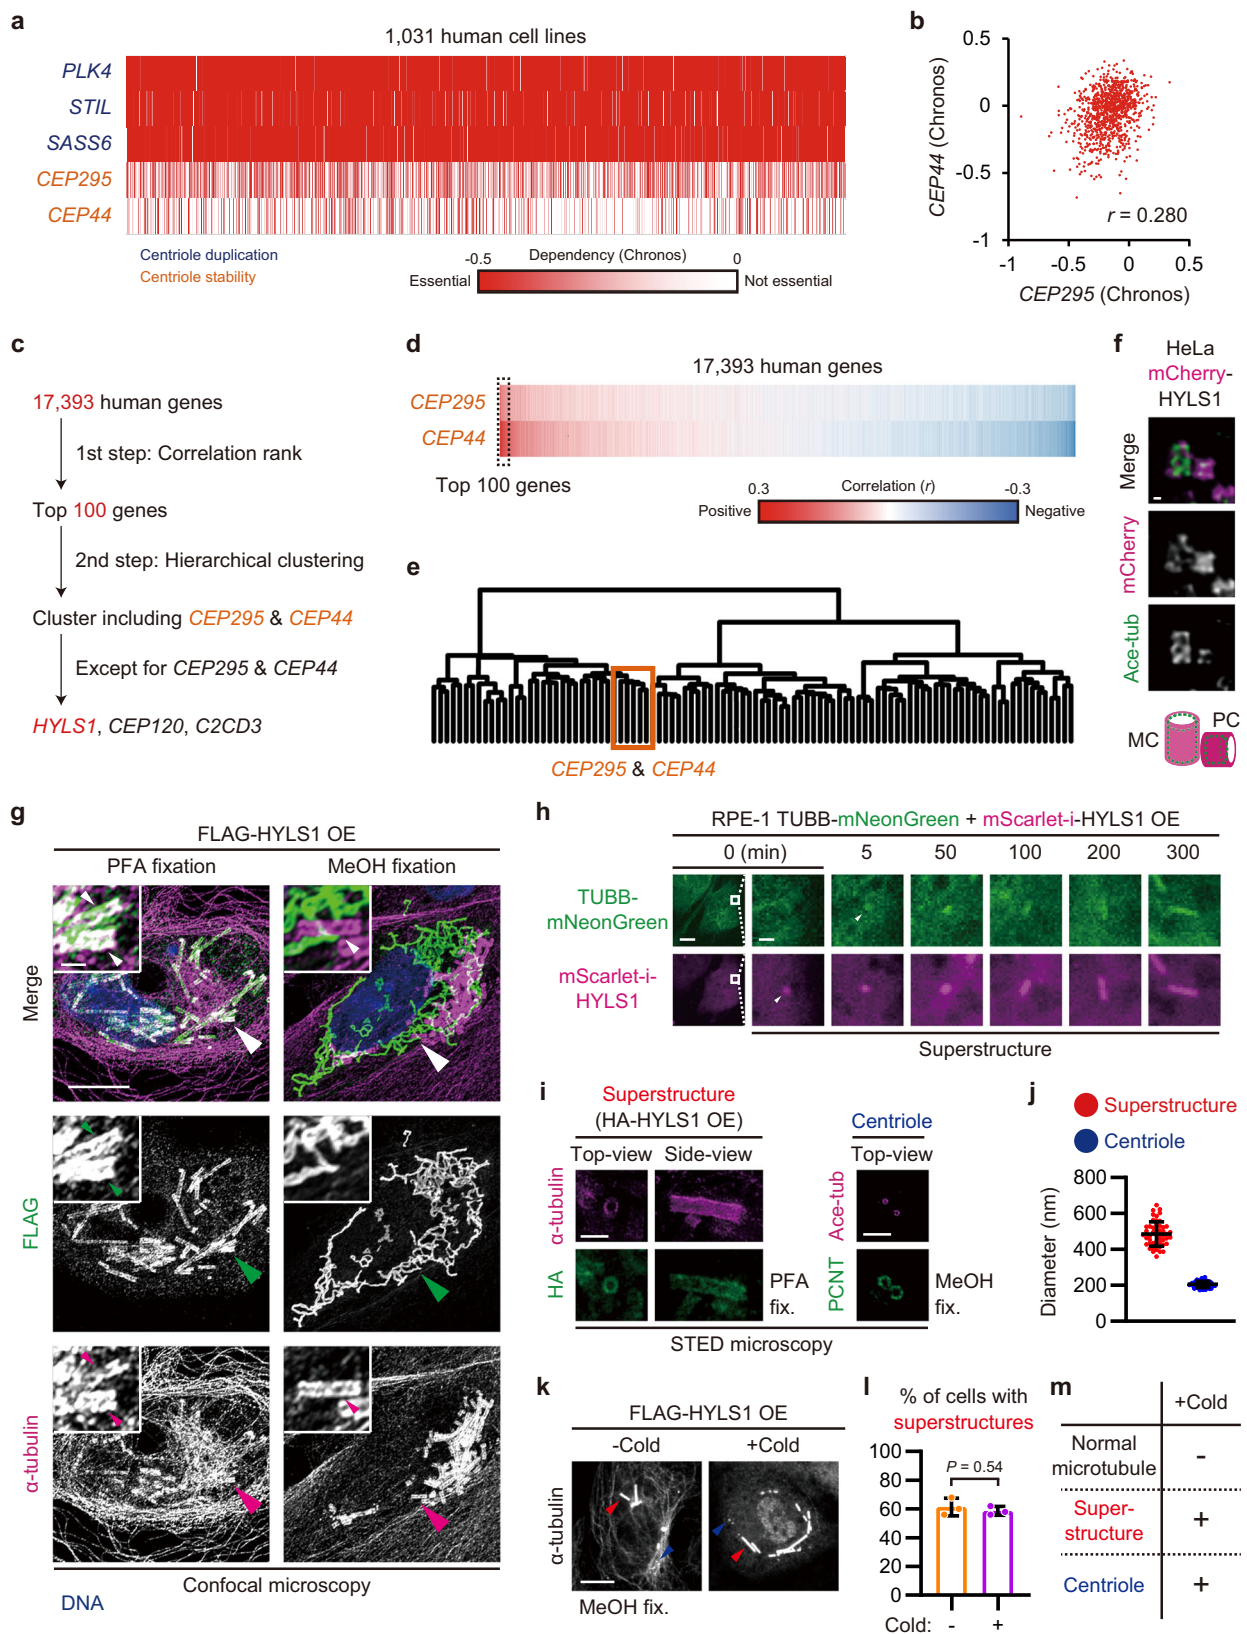 a
1,031 human cell lines
PLK4
STIL
SASS6
CEP295
CEP44
Centriole duplication
Centriole stability
-0.5 Dependency (Chronos) 0
Essential Not essential
b
0.5
0
-0.5
-1
CEP44 (Chronos)
r = 0.280
-1 -0.5 0 0.5
CEP295 (Chronos)
c
17,393 human genes
1st step: Correlation rank
Top 100 genes
2nd step: Hierarchical clustering
Cluster including CEP295 & CEP44
Except for CEP295 & CEP44
HYLS1, CEP120, C2CD3
d
17,393 human genes
CEP295
CEP44
Top 100 genes
0.3 Correlation (r) -0.3
Positive Negative
e
CEP295 & CEP44
f
HeLa
mCherry-
HYLS1
Merge
mCherry
Ace-tub
MC
PC
g
FLAG-HYLS1 OE
PFA fixation MeOH fixation
Merge
FLAG
α-tubulin
Confocal microscopy
DNA
h
RPE-1 TUBB-mNeonGreen + mScarlet-i-HYLS1 OE
0 (min) 5 50 100 200 300
TUBB-
mNeonGreen
mScarlet-i-
HYLS1
Superstructure
i
Superstructure
(HA-HYLS1 OE)
Top-view Side-view
α-tubulin
HA
PFA
fix.
Centriole
Top-view
Ace-tub
PCNT
MeOH
fix.
STED microscopy
j
Superstructure
Centriole
Diameter (nm)
800
600
400
200
0
k
FLAG-HYLS1 OE
-Cold +Cold
α-tubulin
MeOH fix.
l
% of cells with
superstructures
P = 0.54
100
80
60
40
20
0
Cold: - +
m
+Cold
Normal
microtubule
-
Super-
structure
+
Centriole
+